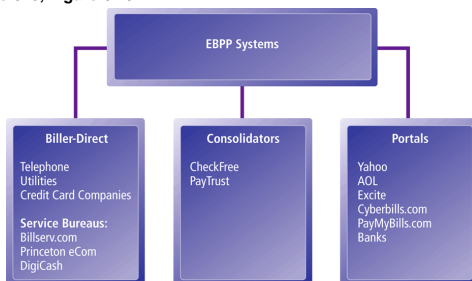 EBPP Systems
Biller-Direct
Telephone
Utilities
Credit Card Companies
Service Bureaus:
Billserv.com
Princeton eCom
DigiCash
Consolidators
CheckFree
PayTrust
Portals
Yahoo
AOL
Excite
Cyberbills.com
PayMyBills.com
Banks